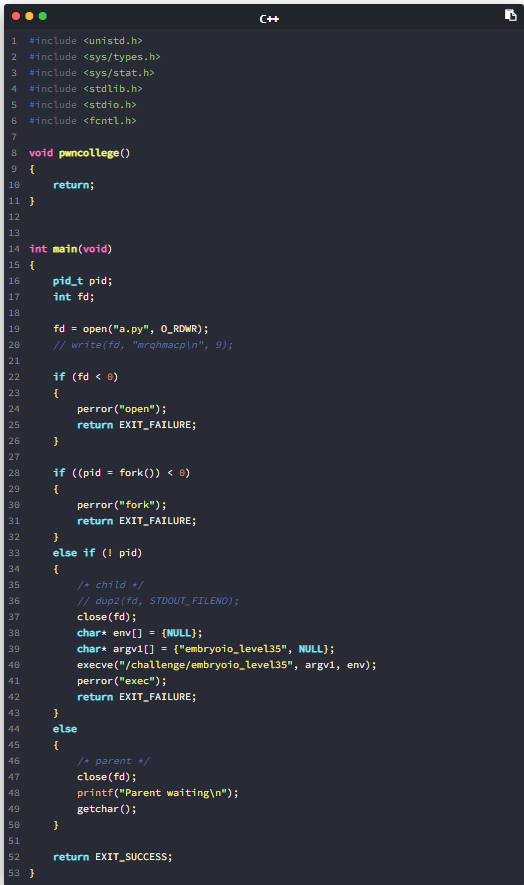 C++
1 #include <unistd.h>
2 #include <sys/types.h>
3 #include <sys/stat.h>
4 #include <stdlib.h>
5 #include <stdio.h>
6 #include <fcntl.h>
7
8 void pwncollege()
9 {
10     return;
11 }
12
13
14 int main(void)
15 {
16     pid_t pid;
17     int fd;
18
19     fd = open("a.py", O_RDWR);
20     // write(fd, "mrqhmacp\n", 9);
21
22     if (fd < 0)
23     {
24         perror("open");
25         return EXIT_FAILURE;
26     }
27
28     if ((pid = fork()) < 0)
29     {
30         perror("fork");
31         return EXIT_FAILURE;
32     }
33     else if (! pid)
34     {
35         /* child */
36         // dup2(fd, STDOUT_FILENO);
37         close(fd);
38         char* env[] = {NULL};
39         char* argv1[] = {"embryoio_level35", NULL};
40         execve("/challenge/embryoio_level35", argv1, env);
41         perror("exec");
42         return EXIT_FAILURE;
43     }
44     else
45     {
46         /* parent */
47         close(fd);
48         printf("Parent waiting\n");
49         getchar();
50     }
51
52     return EXIT_SUCCESS;
53 }